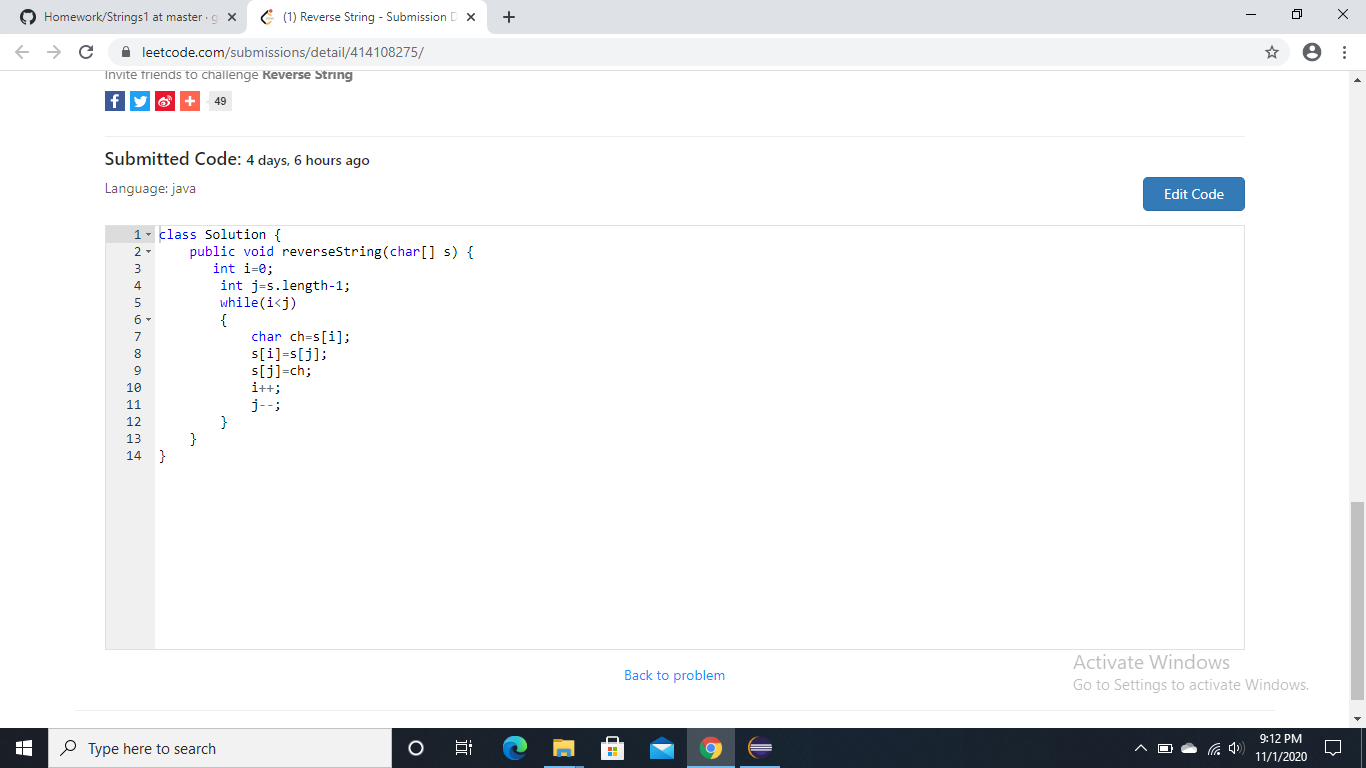 Homework/Strings1 at master · g
(1) Reverse String - Submission D
leetcode.com/submissions/detail/414108275/
Invite friends to challenge Reverse String
49
Submitted Code: 4 days, 6 hours ago
Language: java
Edit Code
1 class Solution {
2 public void reverseString(char[] s) {
3 int i=0;
4 int j=s.length-1;
5 while(i<j)
6 {
7 char ch=s[i];
8 s[i]=s[j];
9 s[j]=ch;
10 i++;
11 j--;
12 }
13 }
14 }
Back to problem
Activate Windows
Go to Settings to activate Windows.
Type here to search
9:12 PM
11/1/2020